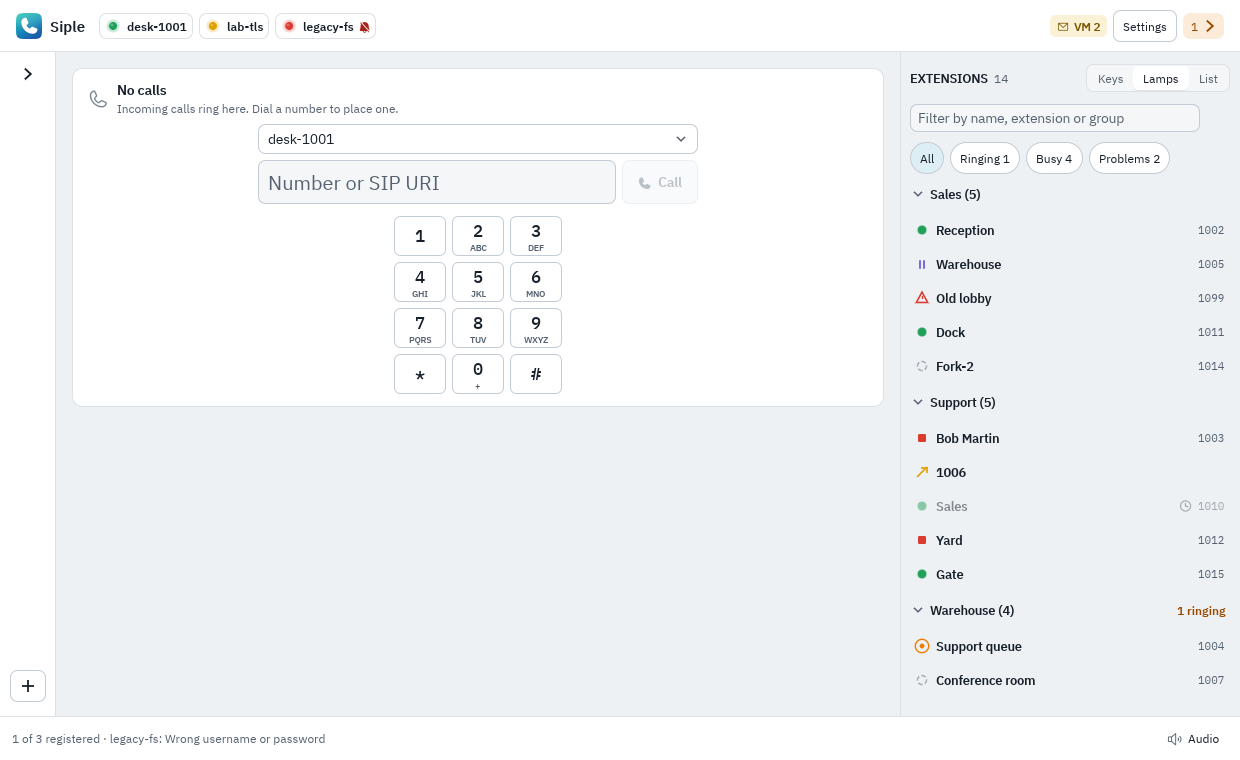 Siple
desk-1001
lab-tls
legacy-fs
VM 2
Settings
1
No calls
Incoming calls ring here. Dial a number to place one.
desk-1001
Number or SIP URI
Call
1
2
ABC
3
DEF
4
GHI
5
JKL
6
MNO
7
PQRS
8
TUV
9
WXYZ
*
0
+
#
EXTENSIONS 14
Keys
Lamps
List
Filter by name, extension or group
All
Ringing 1
Busy 4
Problems 2
Sales (5)
Reception 1002
Warehouse 1005
Old lobby 1099
Dock 1011
Fork-2 1014
Support (5)
Bob Martin 1003
1006
Sales 1010
Yard 1012
Gate 1015
Warehouse (4) 1 ringing
Support queue 1004
Conference room 1007
1 of 3 registered · legacy-fs: Wrong username or password
Audio